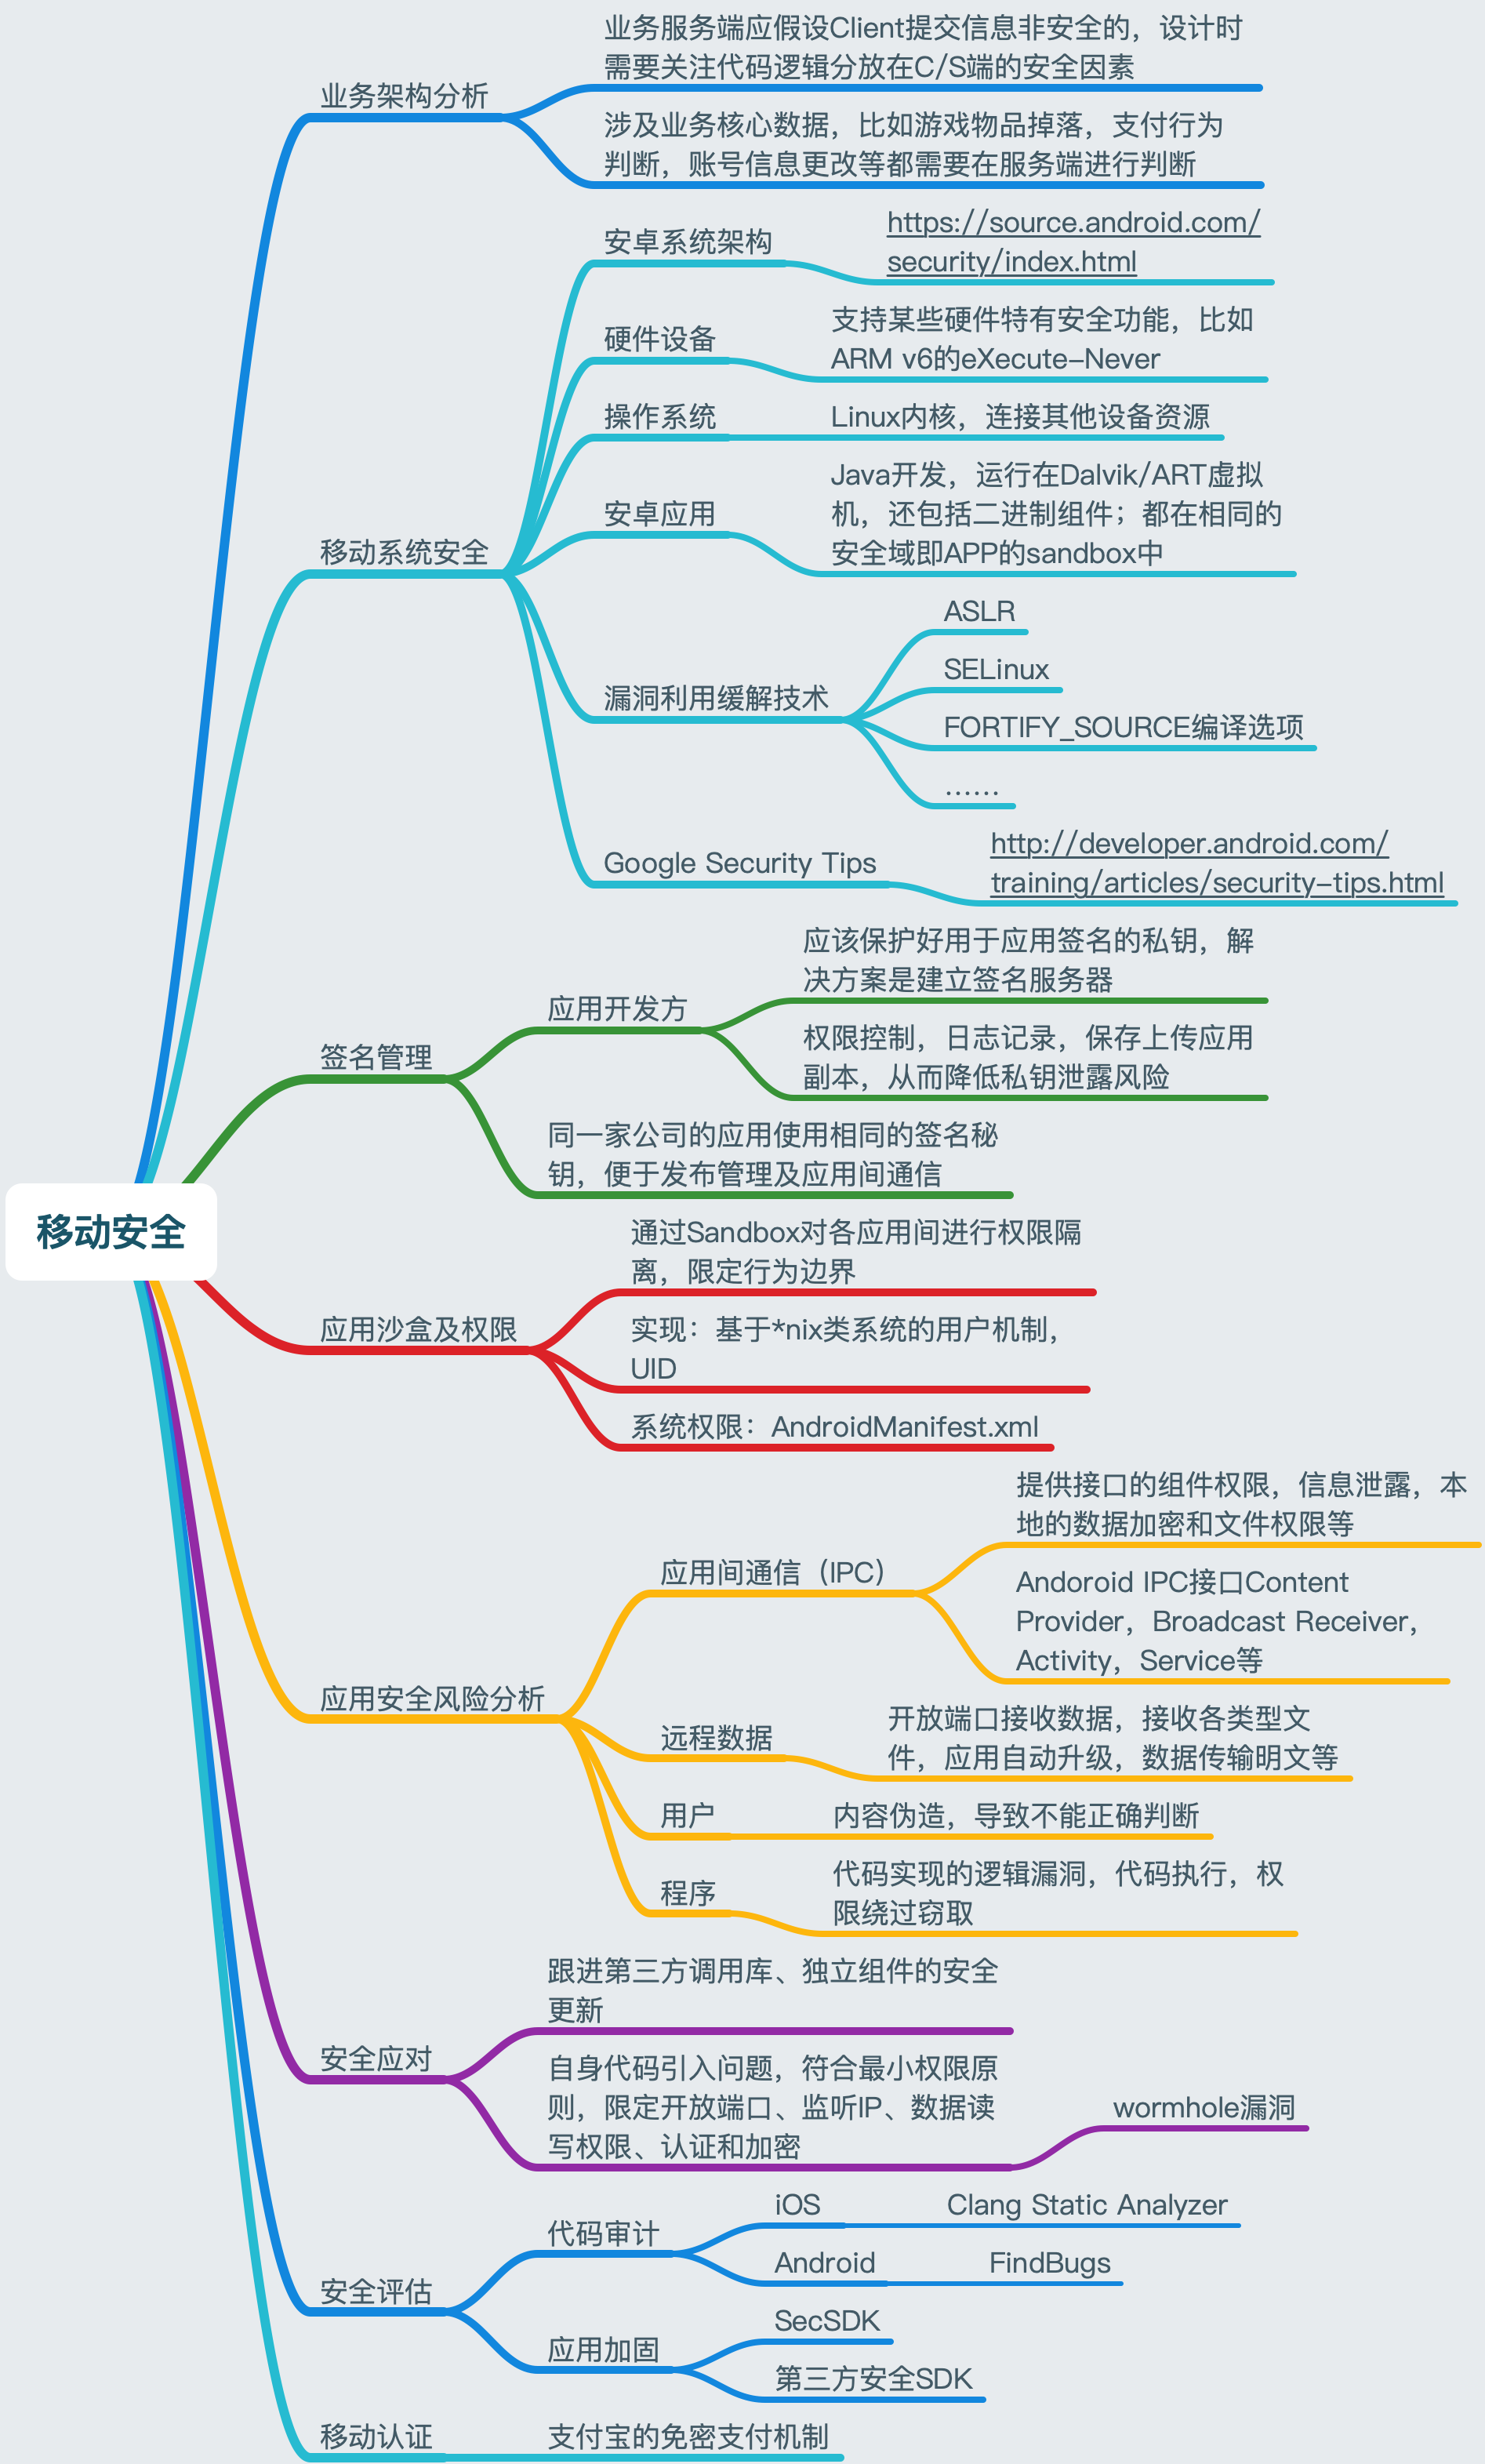 业务服务端应假设Client提交信息非安全的，设计时
需要关注代码逻辑分放在C/S端的安全因素
业务架构分析
涉及业务核心数据，比如游戏物品掉落，支付行为
判断，账号信息更改等都需要在服务端进行判断
https://source.android.com/
security/index.html
安卓系统架构
支持某些硬件特有安全功能，比如
ARM v6的eXecute-Never
硬件设备
操作系统
Linux内核，连接其他设备资源
Java开发，运行在Dalvik/ART虚拟
机，还包括二进制组件；都在相同的
安全域即APP的sandbox中
安卓应用
移动系统安全
ASLR
SELinux
漏洞利用缓解技术
FORTIFY_SOURCE编译选项
……
Google Security Tips
http://developer.android.com/
training/articles/security-tips.html
应该保护好用于应用签名的私钥，解
决方案是建立签名服务器
应用开发方
权限控制，日志记录，保存上传应用
副本，从而降低私钥泄露风险
签名管理
同一家公司的应用使用相同的签名秘
钥，便于发布管理及应用间通信
移动安全
通过Sandbox对各应用间进行权限隔
离，限定行为边界
应用沙盒及权限
实现：基于*nix类系统的用户机制，
UID
系统权限：AndroidManifest.xml
提供接口的组件权限，信息泄露，本
地的数据加密和文件权限等
应用间通信（IPC）
Andoroid IPC接口Content
Provider，Broadcast Receiver，
Activity，Service等
应用安全风险分析
远程数据
开放端口接收数据，接收各类型文
件，应用自动升级，数据传输明文等
用户
内容伪造，导致不能正确判断
程序
代码实现的逻辑漏洞，代码执行，权
限绕过窃取
跟进第三方调用库、独立组件的安全
更新
安全应对
自身代码引入问题，符合最小权限原
则，限定开放端口、监听IP、数据读
写权限、认证和加密
wormhole漏洞
iOS
Clang Static Analyzer
代码审计
Android
FindBugs
安全评估
SecSDK
应用加固
第三方安全SDK
移动认证
支付宝的免密支付机制